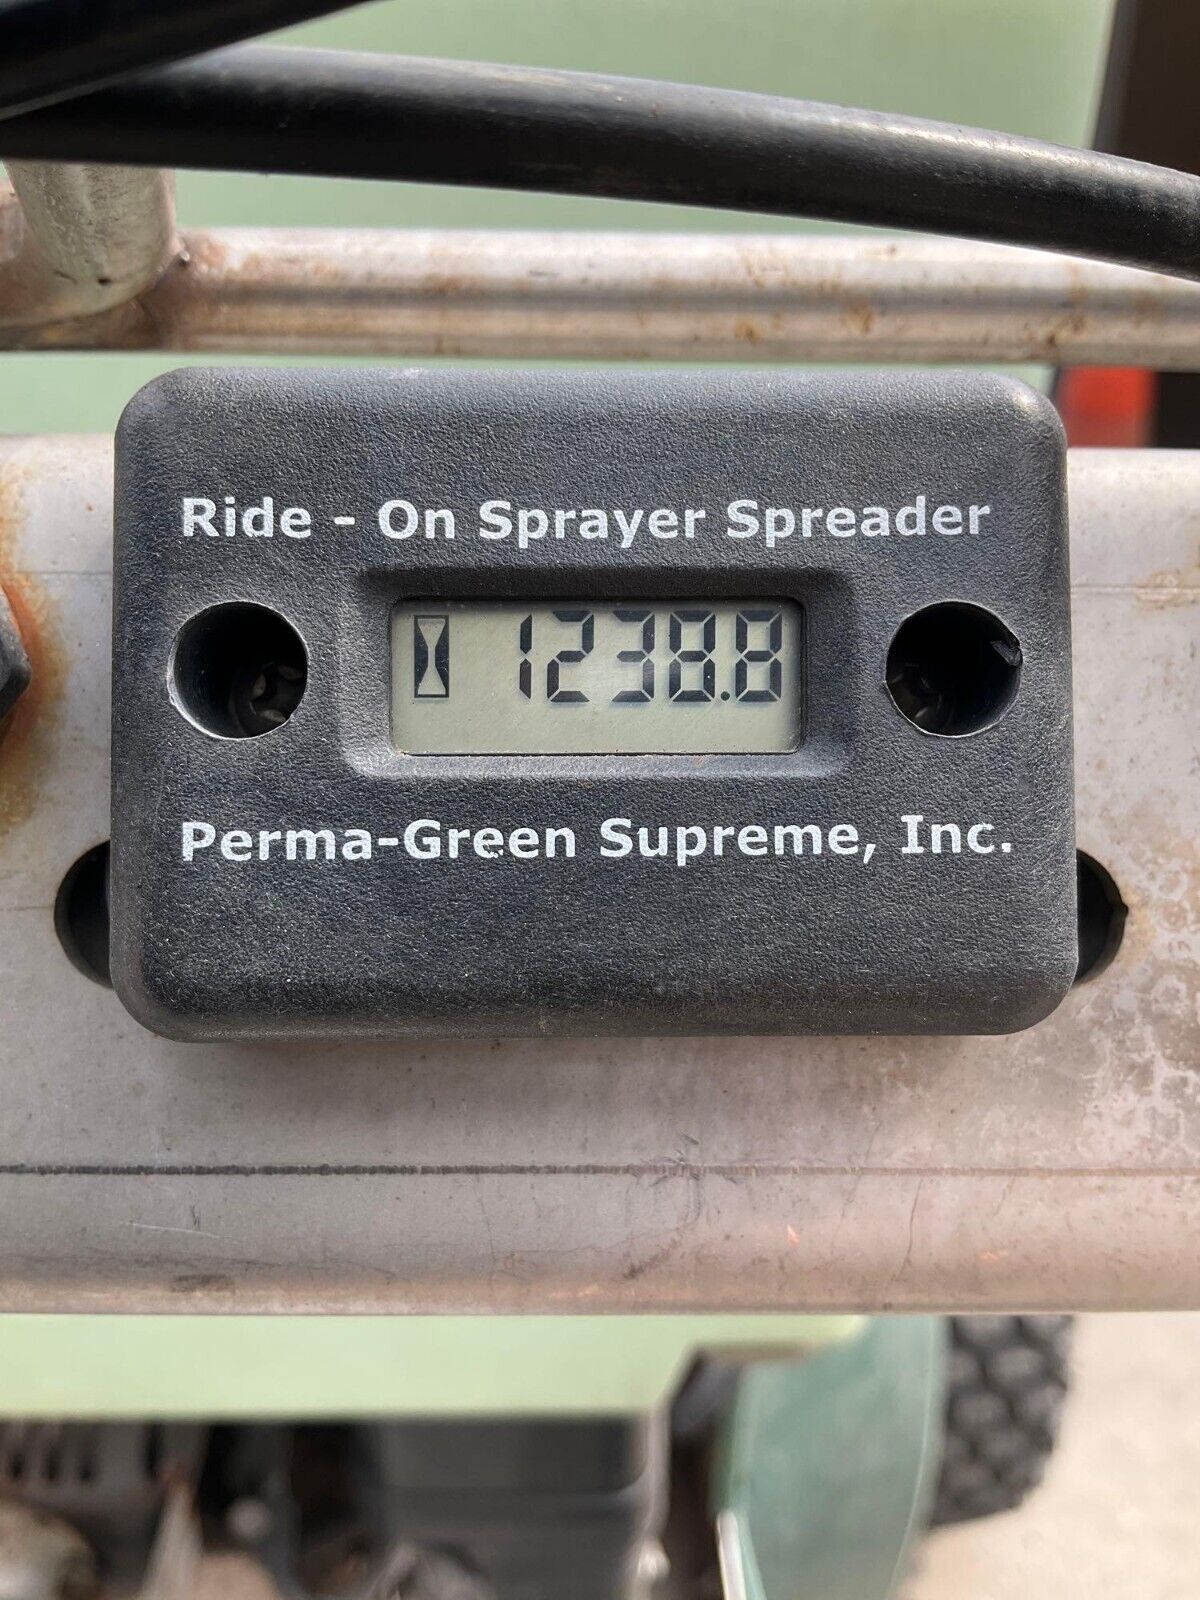 Ride - On Sprayer Spreader
1238.8
Perma-Green Supreme, Inc.